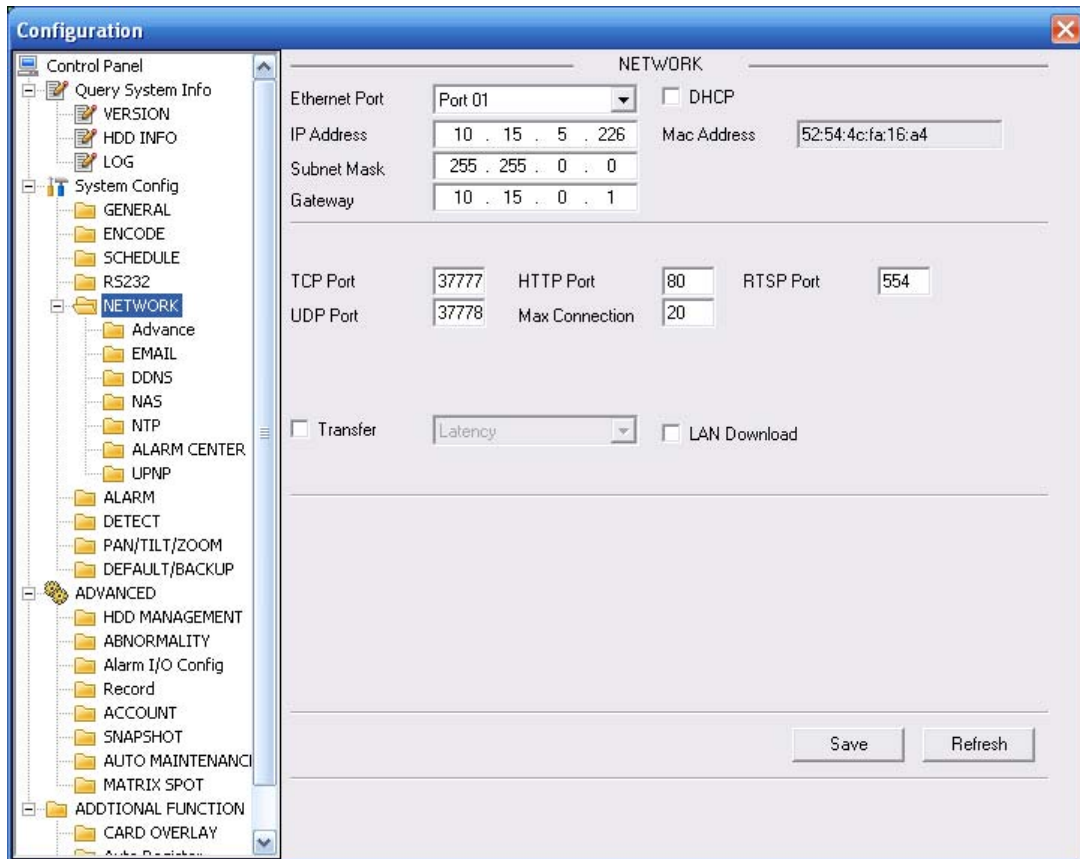 Configuration
Control Panel
Query System Info
VERSION
HDD INFO
LOG
System Config
GENERAL
ENCODE
SCHEDULE
RS232
NETWORK
Advance
EMAIL
DDNS
NAS
NTP
ALARM CENTER
UPNP
ALARM
DETECT
PAN/TILT/ZOOM
DEFAULT/BACKUP
ADVANCED
HDD MANAGEMENT
ABNORMALITY
Alarm I/O Config
Record
ACCOUNT
SNAPSHOT
AUTO MAINTENANC
MATRIX SPOT
ADDTIONAL FUNCTION
CARD OVERLAY
Auto Register
NETWORK
Ethernet Port Port 01 DHCP
IP Address 10 . 15 . 5 . 226 Mac Address 52:54:4c:fa:16:a4
Subnet Mask 255 . 255 . 0 . 0
Gateway 10 . 15 . 0 . 1
TCP Port 37777 HTTP Port 80 RTSP Port 554
UDP Port 37778 Max Connection 20
Transfer Latency LAN Download
Save Refresh